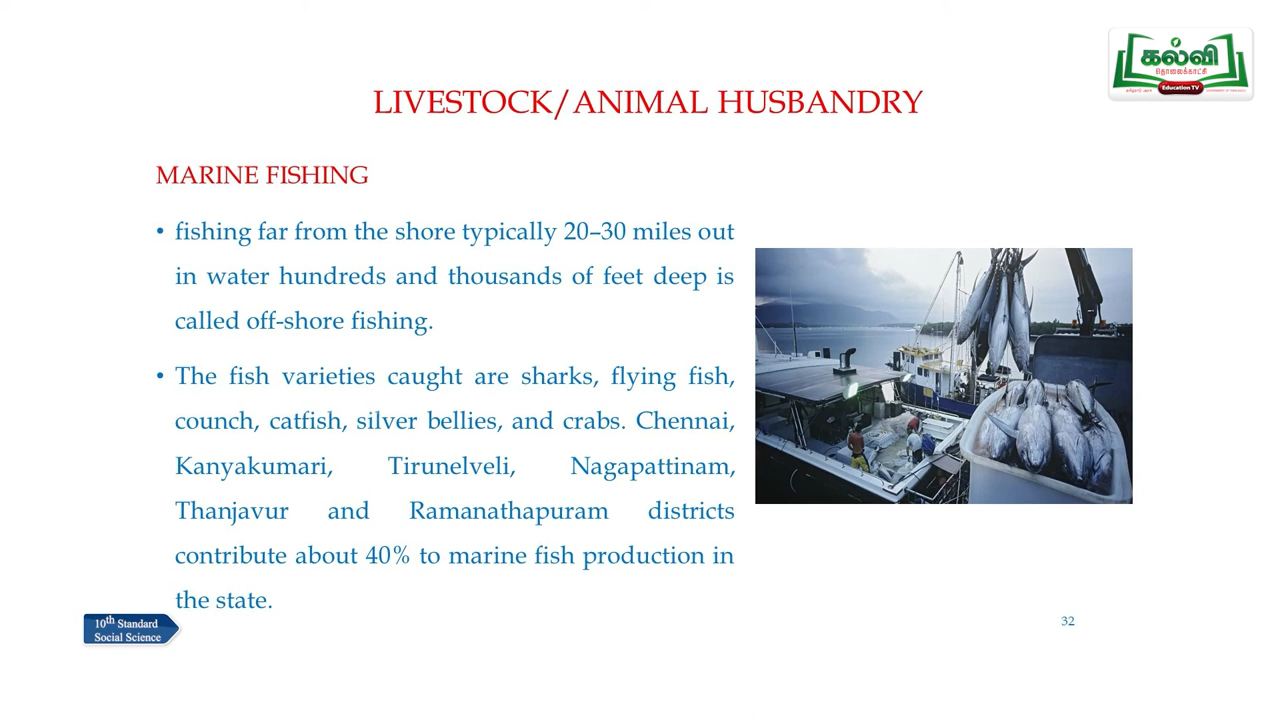 கல்வி
தொலைக்காட்சி
Education TV
LIVESTOCK/ANIMAL HUSBANDRY
MARINE FISHING
• fishing far from the shore typically 20–30 miles out
in water hundreds and thousands of feet deep is
called off-shore fishing.
• The fish varieties caught are sharks, flying fish,
counch, catfish, silver bellies, and crabs. Chennai,
Kanyakumari, Tirunelveli, Nagapattinam,
Thanjavur and Ramanathapuram districts
contribute about 40% to marine fish production in
the state.
10th Standard
Social Science
32